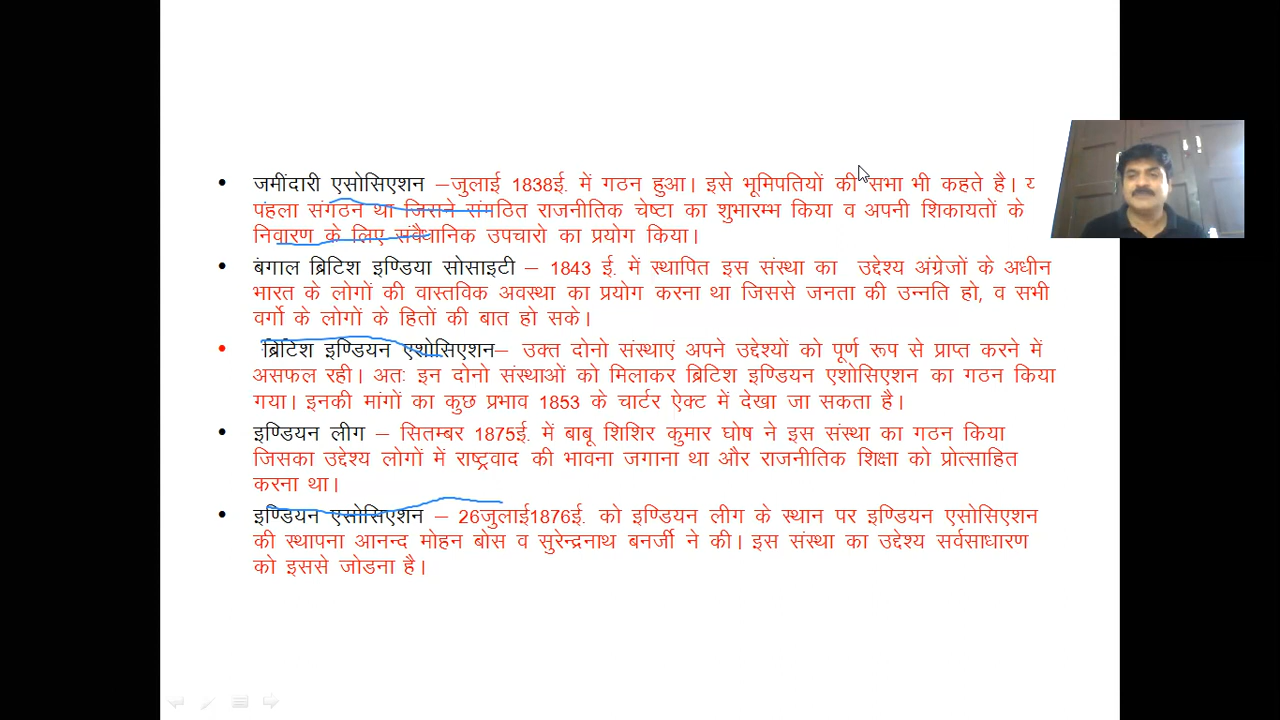 • जमींदारी एसोसिएशन –जुलाई 1838ई. में गठन हुआ। इसे भूमिपतियों की सभा भी कहते है। य
पहला संगठन था जिसने संगठित राजनीतिक चेष्टा का शुभारम्भ किया व अपनी शिकायतों के
निवारण के लिए संवैधानिक उपचारो का प्रयोग किया।
• बंगाल ब्रिटिश इण्डिया सोसाइटी – 1843 ई. में स्थापित इस संस्था का उद्देश्य अंग्रेजों के अधीन
भारत के लोगों की वास्तविक अवस्था का प्रयोग करना था जिससे जनता की उन्नति हो, व सभी
वर्गो के लोगों के हितों की बात हो सके।
• ब्रिटिश इण्डियन एशोसिएशन– उक्त दोनो संस्थाएं अपने उद्देश्यों को पूर्ण रूप से प्राप्त करने में
असफल रही। अतः इन दोनो संस्थाओं को मिलाकर ब्रिटिश इण्डियन एशोसिएशन का गठन किया
गया। इनकी मांगों का कुछ प्रभाव 1853 के चार्टर ऐक्ट में देखा जा सकता है।
• इण्डियन लीग – सितम्बर 1875ई. में बाबू शिशिर कुमार घोष ने इस संस्था का गठन किया
जिसका उद्देश्य लोगों में राष्ट्रवाद की भावना जगाना था और राजनीतिक शिक्षा को प्रोत्साहित
करना था।
• इण्डियन एसोसिएशन – 26जुलाई1876ई. को इण्डियन लीग के स्थान पर इण्डियन एसोसिएशन
की स्थापना आनन्द मोहन बोस व सुरेन्द्रनाथ बनर्जी ने की। इस संस्था का उद्देश्य सर्वसाधारण
को इससे जोडना है।